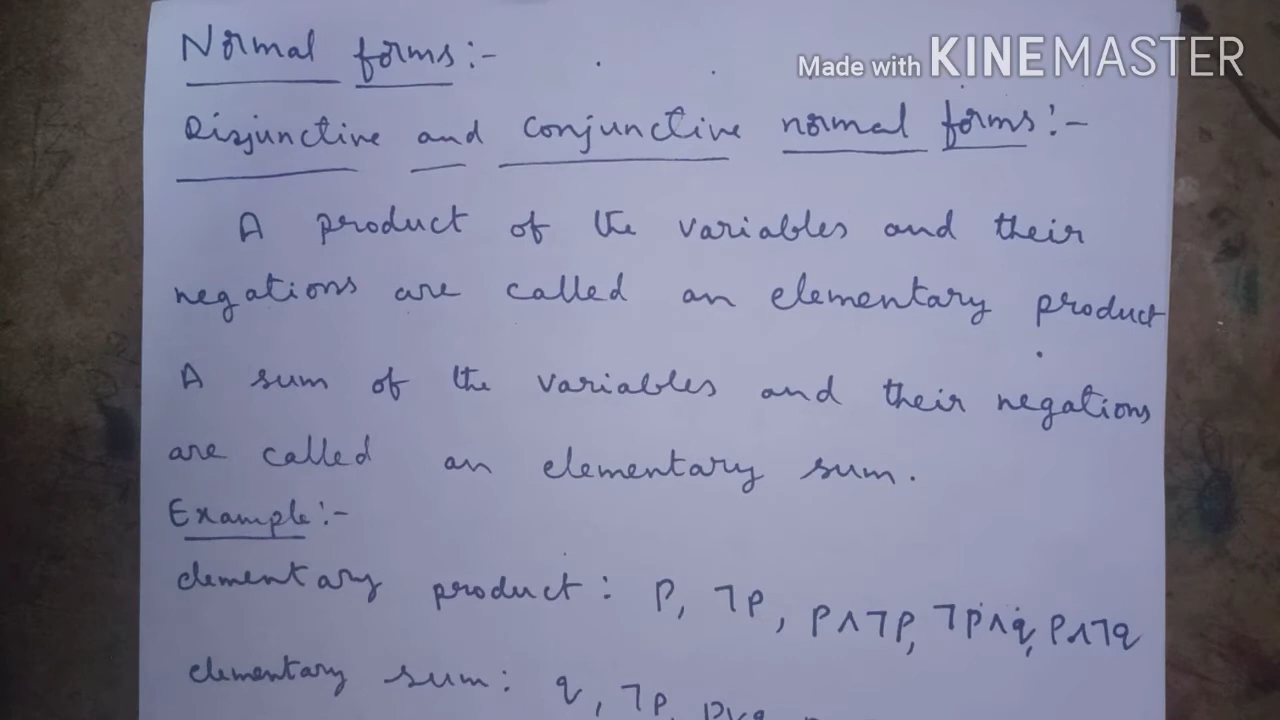 Normal forms:-
Made with KINEMASTER
Disjunctive and conjunctive normal forms:-
A product of the variables and their
negations are called an elementary product
.
A sum of the variables and their negations
are called an elementary sum.
Example:-
elementary product: P, ¬P, P∧¬P, ¬P∧q, P∧¬q
elementary sum: q, ¬P, P∨q